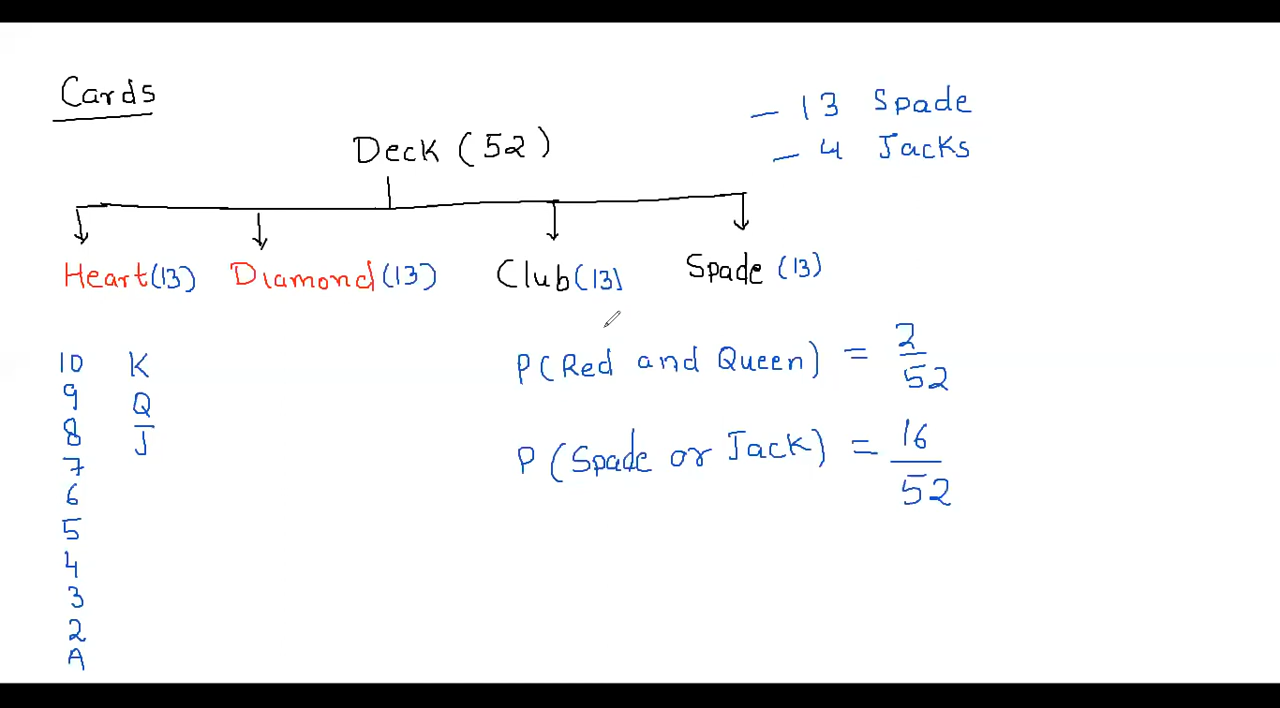 Cards
- 13 Spade
- 4 Jacks
Deck (52)
Heart(13) Diamond(13) Club(13) Spade(13)
10 K
9 Q
8 J
7
6
5
4
3
2
A
P(Red and Queen) = 2/52
P(Spade or Jack) = 16/52